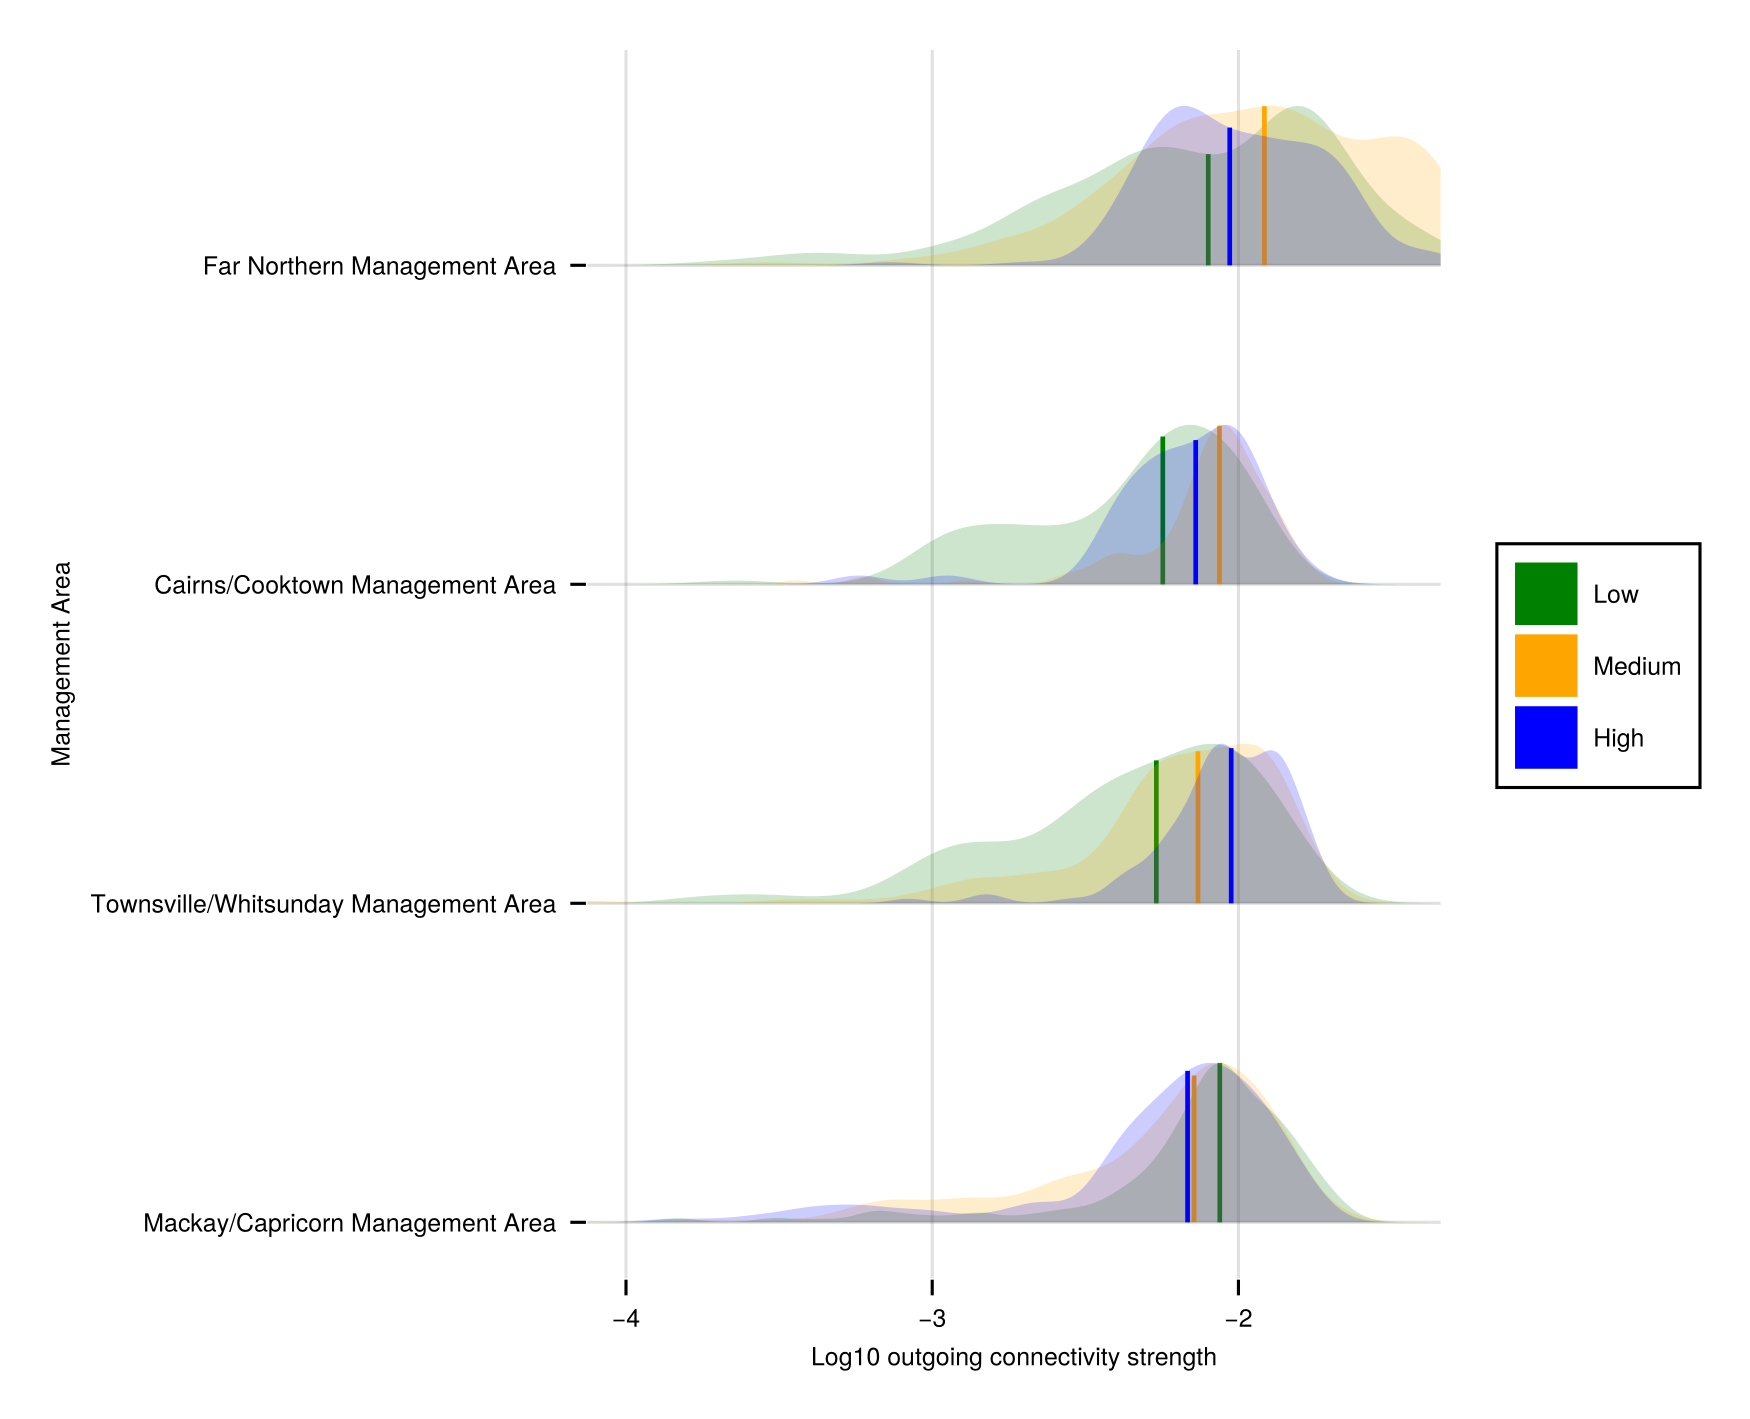 Management Area
Far Northern Management Area
Cairns/Cooktown Management Area
Townsville/Whitsunday Management Area
Mackay/Capricorn Management Area
−4
−3
−2
Log10 outgoing connectivity strength
Low
Medium
High